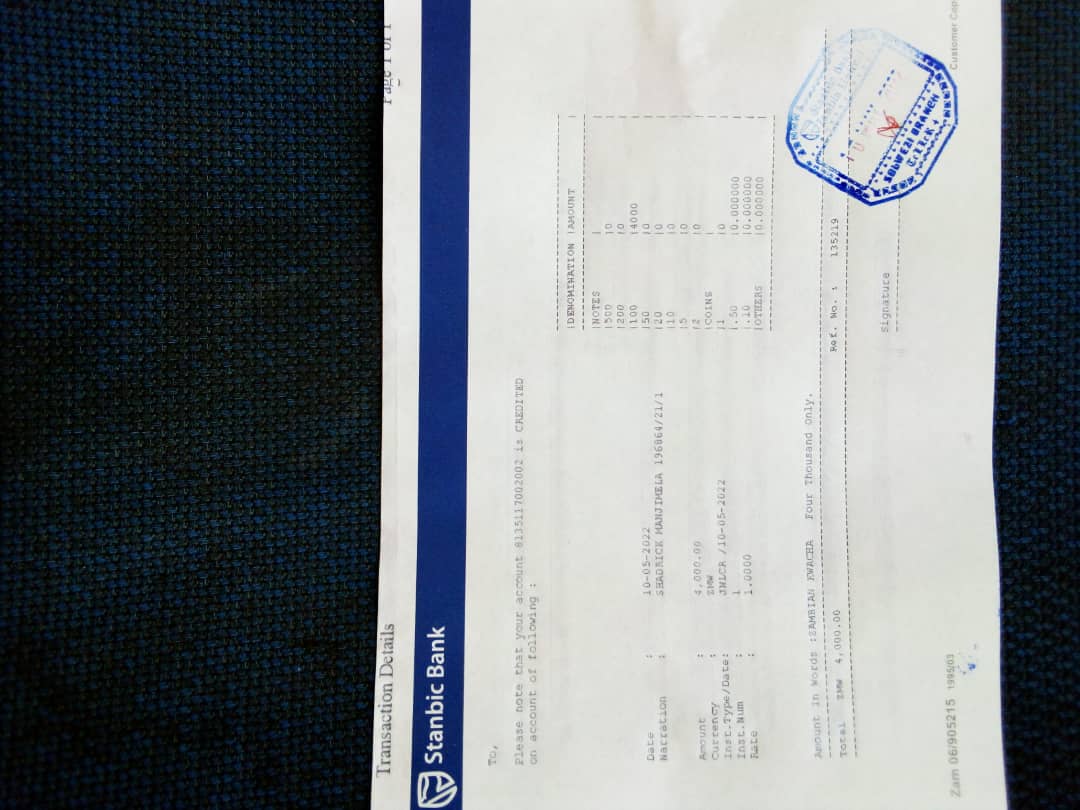 Transaction Details
Page 1 of 1
Stanbic Bank
To,
Please note that your account 8135117002002 is CREDITED
on account of following :
Date : 10-05-2022
Narration : SHADRICK MANJIMELA 196864/21/1
Amount : 4,000.00
Currency : ZMW
Inst.Type/Date: JNLCR /10-05-2022
Inst.Num : 1
Rate : 1.0000
|DENOMINATION |AMOUNT |
|NOTES |
|500 |0
|200 |0
|100 |4000
|50 |0
|20 |0
|10 |0
|5 |0
|2 |0
|COINS |
|1 |0
|.50 |0.000000
|.10 |0.000000
|OTHERS |0.000000
Amount in Words :ZAMBIAN KWACHA Four Thousand only.
Total ZMW 4,000.00 Ref. No. : 135219
Signature
SOLWEZI BRANCH
Zam 06/905215 1995/03
Customer Cop